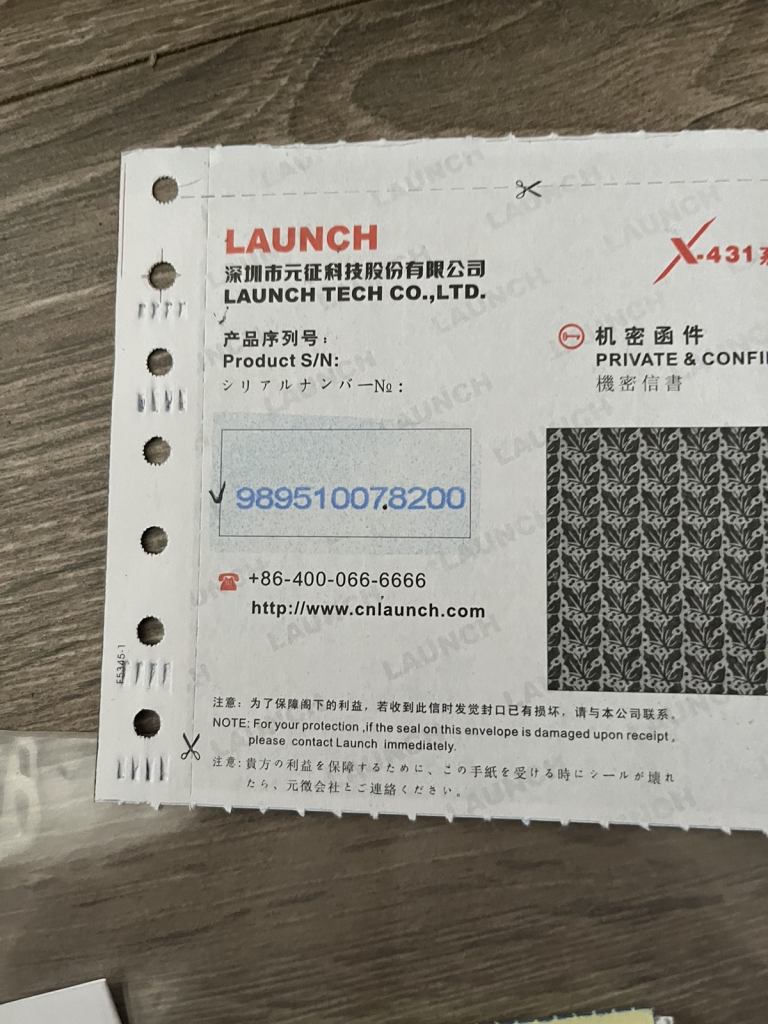 LAUNCH
深圳市元征科技股份有限公司
LAUNCH TECH CO.,LTD.
X-431系
产品序列号：
Product S/N:
シリアルナンバー№：
机密函件
PRIVATE & CONFI
機密信書
989510078200
+86-400-066-6666
http://www.cnlaunch.com
F5345-1
注意：为了保障阁下的利益，若收到此信时发觉封口已有损坏，请与本公司联系。
NOTE: For your protection ,if the seal on this envelope is damaged upon receipt ,
please contact Launch immediately.
注意：貴方の利益を保障するために、この手紙を受ける時にシールが壊れ
たら、元徴会社とご連絡ください。